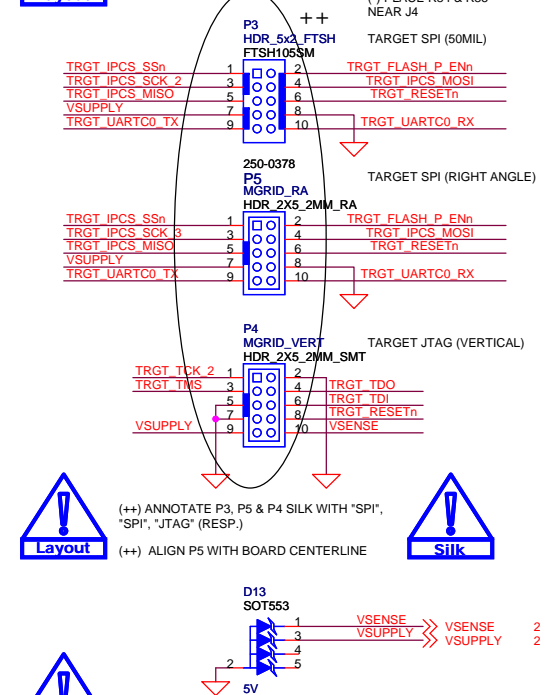 NEAR J4
++
P3
HDR_5x2_FTSH
FTSH105SM
TARGET SPI (50MIL)
TRGT_IPCS_SSn 1 2 TRGT_FLASH_P_ENn
TRGT_IPCS_SCK_2 3 4 TRGT_IPCS_MOSI
TRGT_IPCS_MISO 5 6 TRGT_RESETn
VSUPPLY 7 8
TRGT_UARTC0_TX 9 10 TRGT_UARTC0_RX
250-0378
P5
MGRID_RA
HDR_2X5_2MM_RA
TARGET SPI (RIGHT ANGLE)
TRGT_IPCS_SSn 1 2 TRGT_FLASH_P_ENn
TRGT_IPCS_SCK_3 3 4 TRGT_IPCS_MOSI
TRGT_IPCS_MISO 5 6 TRGT_RESETn
VSUPPLY 7 8
TRGT_UARTC0_TX 9 10 TRGT_UARTC0_RX
P4
MGRID_VERT
HDR_2X5_2MM_SMT
TARGET JTAG (VERTICAL)
TRGT_TCK_2 1 2
TRGT_TMS 3 4 TRGT_TDO
5 6 TRGT_TDI
7 8 TRGT_RESETn
VSUPPLY 9 10 VSENSE
! Layout
(++) ANNOTATE P3, P5 & P4 SILK WITH "SPI",
"SPI", "JTAG" (RESP.)
(++) ALIGN P5 WITH BOARD CENTERLINE
! Silk
D13
SOT553
1 VSENSE VSENSE 2
3 VSUPPLY VSUPPLY 2
4
2 5
5V